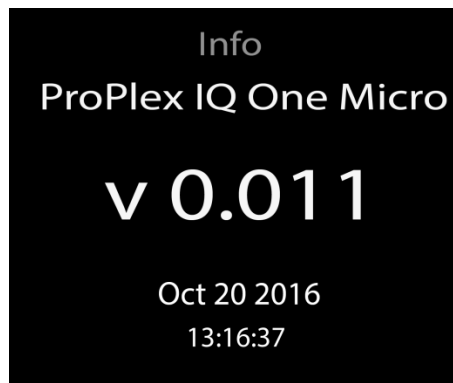 Info
ProPlex IQ One Micro
v 0.011
Oct 20 2016
13:16:37